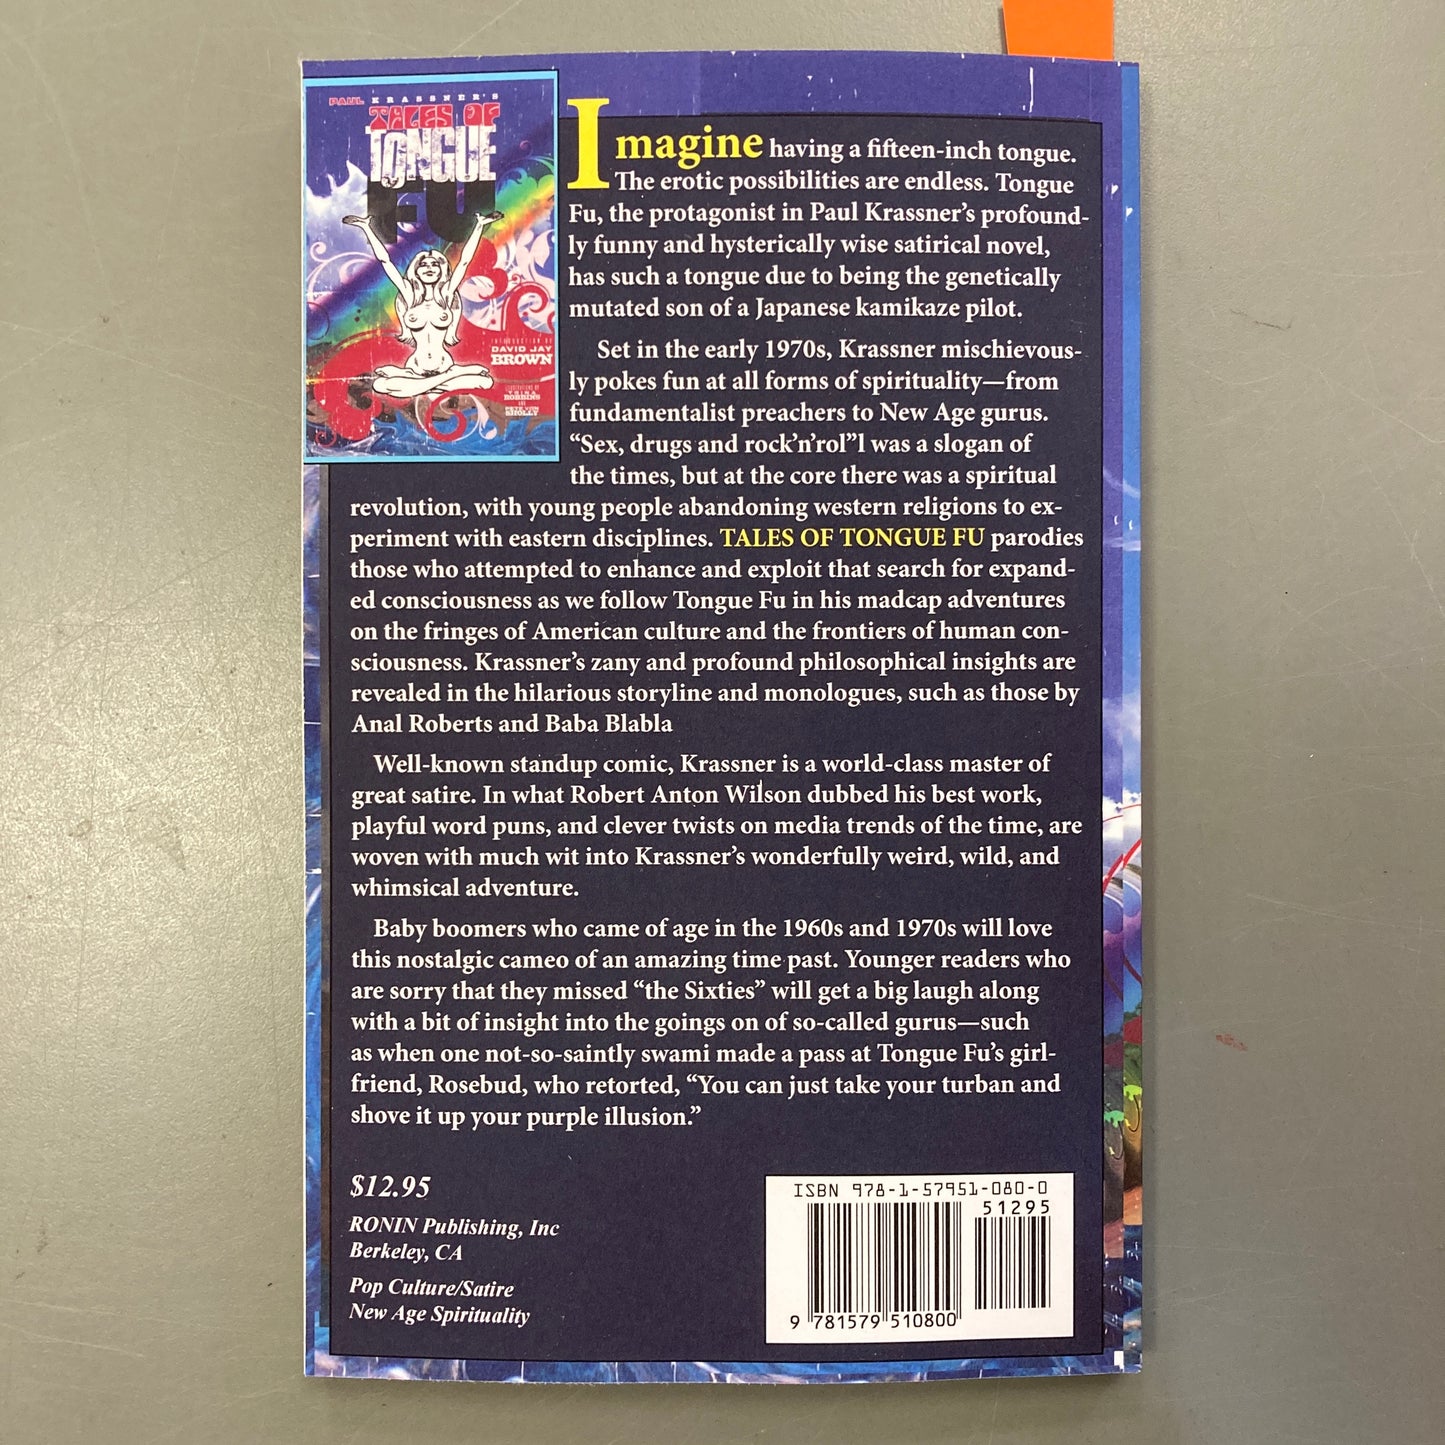 PAUL KRASSNER'S
TALES OF
TONGUE
FU
INTRODUCTION BY
DAVID JAY
BROWN
ILLUSTRATIONS BY
TRINA
ROBBINS
AND
PETE VON
SHOLLY
Imagine having a fifteen-inch tongue.
The erotic possibilities are endless. Tongue
Fu, the protagonist in Paul Krassner's profound-
ly funny and hysterically wise satirical novel,
has such a tongue due to being the genetically
mutated son of a Japanese kamikaze pilot.
Set in the early 1970s, Krassner mischievous-
ly pokes fun at all forms of spirituality—from
fundamentalist preachers to New Age gurus.
“Sex, drugs and rock’n’rol”l was a slogan of
the times, but at the core there was a spiritual
revolution, with young people abandoning western religions to ex-
periment with eastern disciplines. TALES OF TONGUE FU parodies
those who attempted to enhance and exploit that search for expand-
ed consciousness as we follow Tongue Fu in his madcap adventures
on the fringes of American culture and the frontiers of human con-
sciousness. Krassner’s zany and profound philosophical insights are
revealed in the hilarious storyline and monologues, such as those by
Anal Roberts and Baba Blabla
Well-known standup comic, Krassner is a world-class master of
great satire. In what Robert Anton Wilson dubbed his best work,
playful word puns, and clever twists on media trends of the time, are
woven with much wit into Krassner’s wonderfully weird, wild, and
whimsical adventure.
Baby boomers who came of age in the 1960s and 1970s will love
this nostalgic cameo of an amazing time past. Younger readers who
are sorry that they missed “the Sixties” will get a big laugh along
with a bit of insight into the goings on of so-called gurus—such
as when one not-so-saintly swami made a pass at Tongue Fu’s girl-
friend, Rosebud, who retorted, “You can just take your turban and
shove it up your purple illusion.”
$12.95
RONIN Publishing, Inc
Berkeley, CA
Pop Culture/Satire
New Age Spirituality
ISBN 978-1-57951-080-0
51295
9 781579 510800